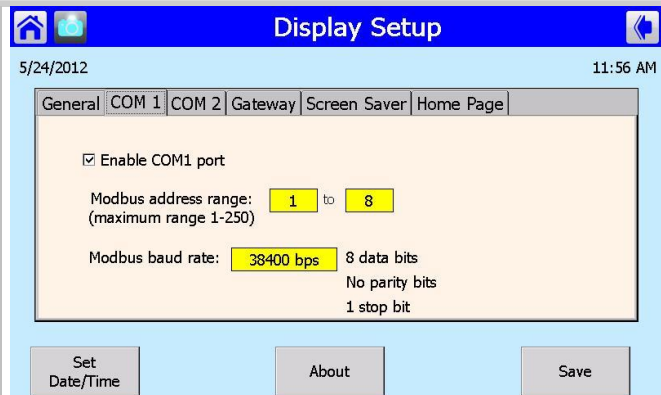 Display Setup
5/24/2012 11:56 AM
General COM 1 COM 2 Gateway Screen Saver Home Page
Enable COM1 port
Modbus address range: 1 to 8
(maximum range 1-250)
Modbus baud rate: 38400 bps 8 data bits
No parity bits
1 stop bit
Set
Date/Time
About
Save